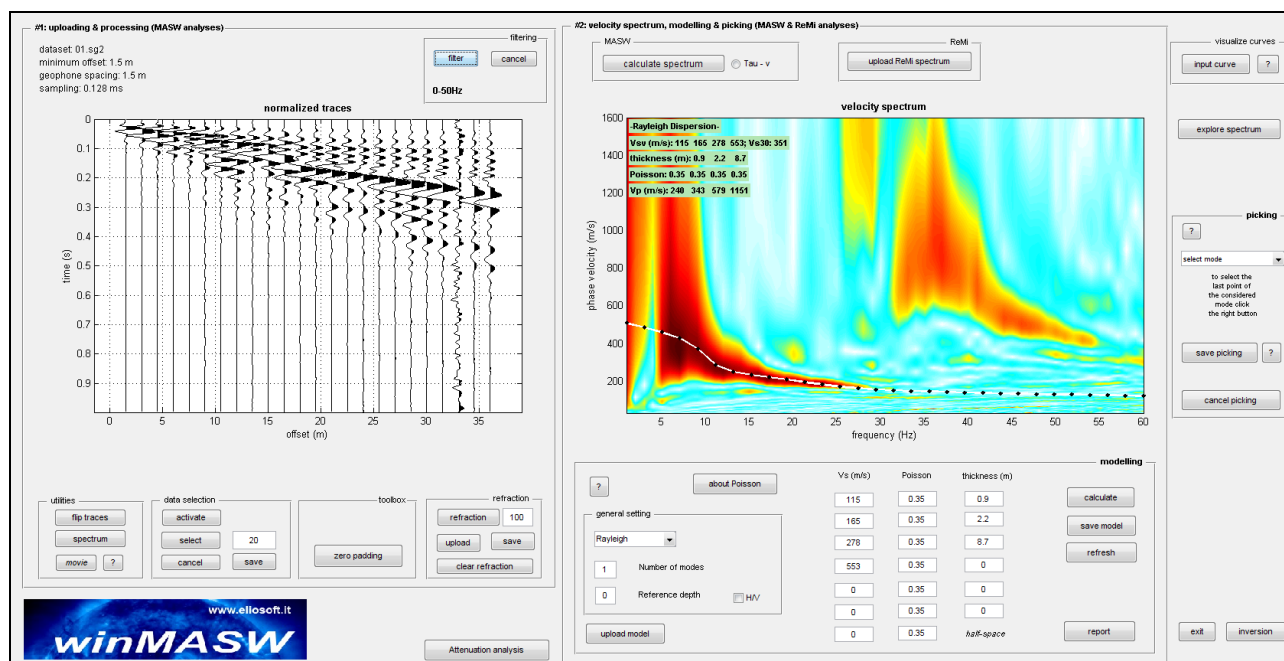 #1: uploading & processing (MASW analyses)
dataset: 01.sg2
minimum offset: 1.5 m
geophone spacing: 1.5 m
sampling: 0.128 ms
filtering
filter
cancel
0-50Hz
normalized traces
0
0.1
0.2
0.3
0.4
0.5
0.6
0.7
0.8
0.9
time (s)
0 5 10 15 20 25 30 35
offset (m)
utilities
flip traces
spectrum
movie
?
data selection
activate
select
20
cancel
save
toolbox
zero padding
refraction
refraction
100
upload
save
clear refraction
www.eliosoft.it
winMASW
Attenuation analysis
#2: velocity spectrum, modelling & picking (MASW & ReMi analyses)
MASW
calculate spectrum
Tau - v
ReMi
upload ReMi spectrum
velocity spectrum
-Rayleigh Dispersion-
Vsv (m/s): 115 165 278 553; Vs30: 351
thickness (m): 0.9 2.2 8.7
Poisson: 0.35 0.35 0.35 0.35
Vp (m/s): 240 343 579 1151
1600
1400
1200
1000
800
600
400
200
phase velocity (m/s)
5 10 15 20 25 30 35 40 45 50 55 60
frequency (Hz)
modelling
?
about Poisson
general setting
Rayleigh
1
Number of modes
0
Reference depth
H/V
upload model
Vs (m/s) Poisson thickness (m)
115 0.35 0.9
165 0.35 2.2
278 0.35 8.7
553 0.35 0
0 0.35 0
0 0.35 0
0 0.35 half-space
calculate
save model
refresh
report
visualize curves
input curve
?
explore spectrum
picking
?
select mode
to select the
last point of
the considered
mode click
the right button
save picking
?
cancel picking
exit
inversion